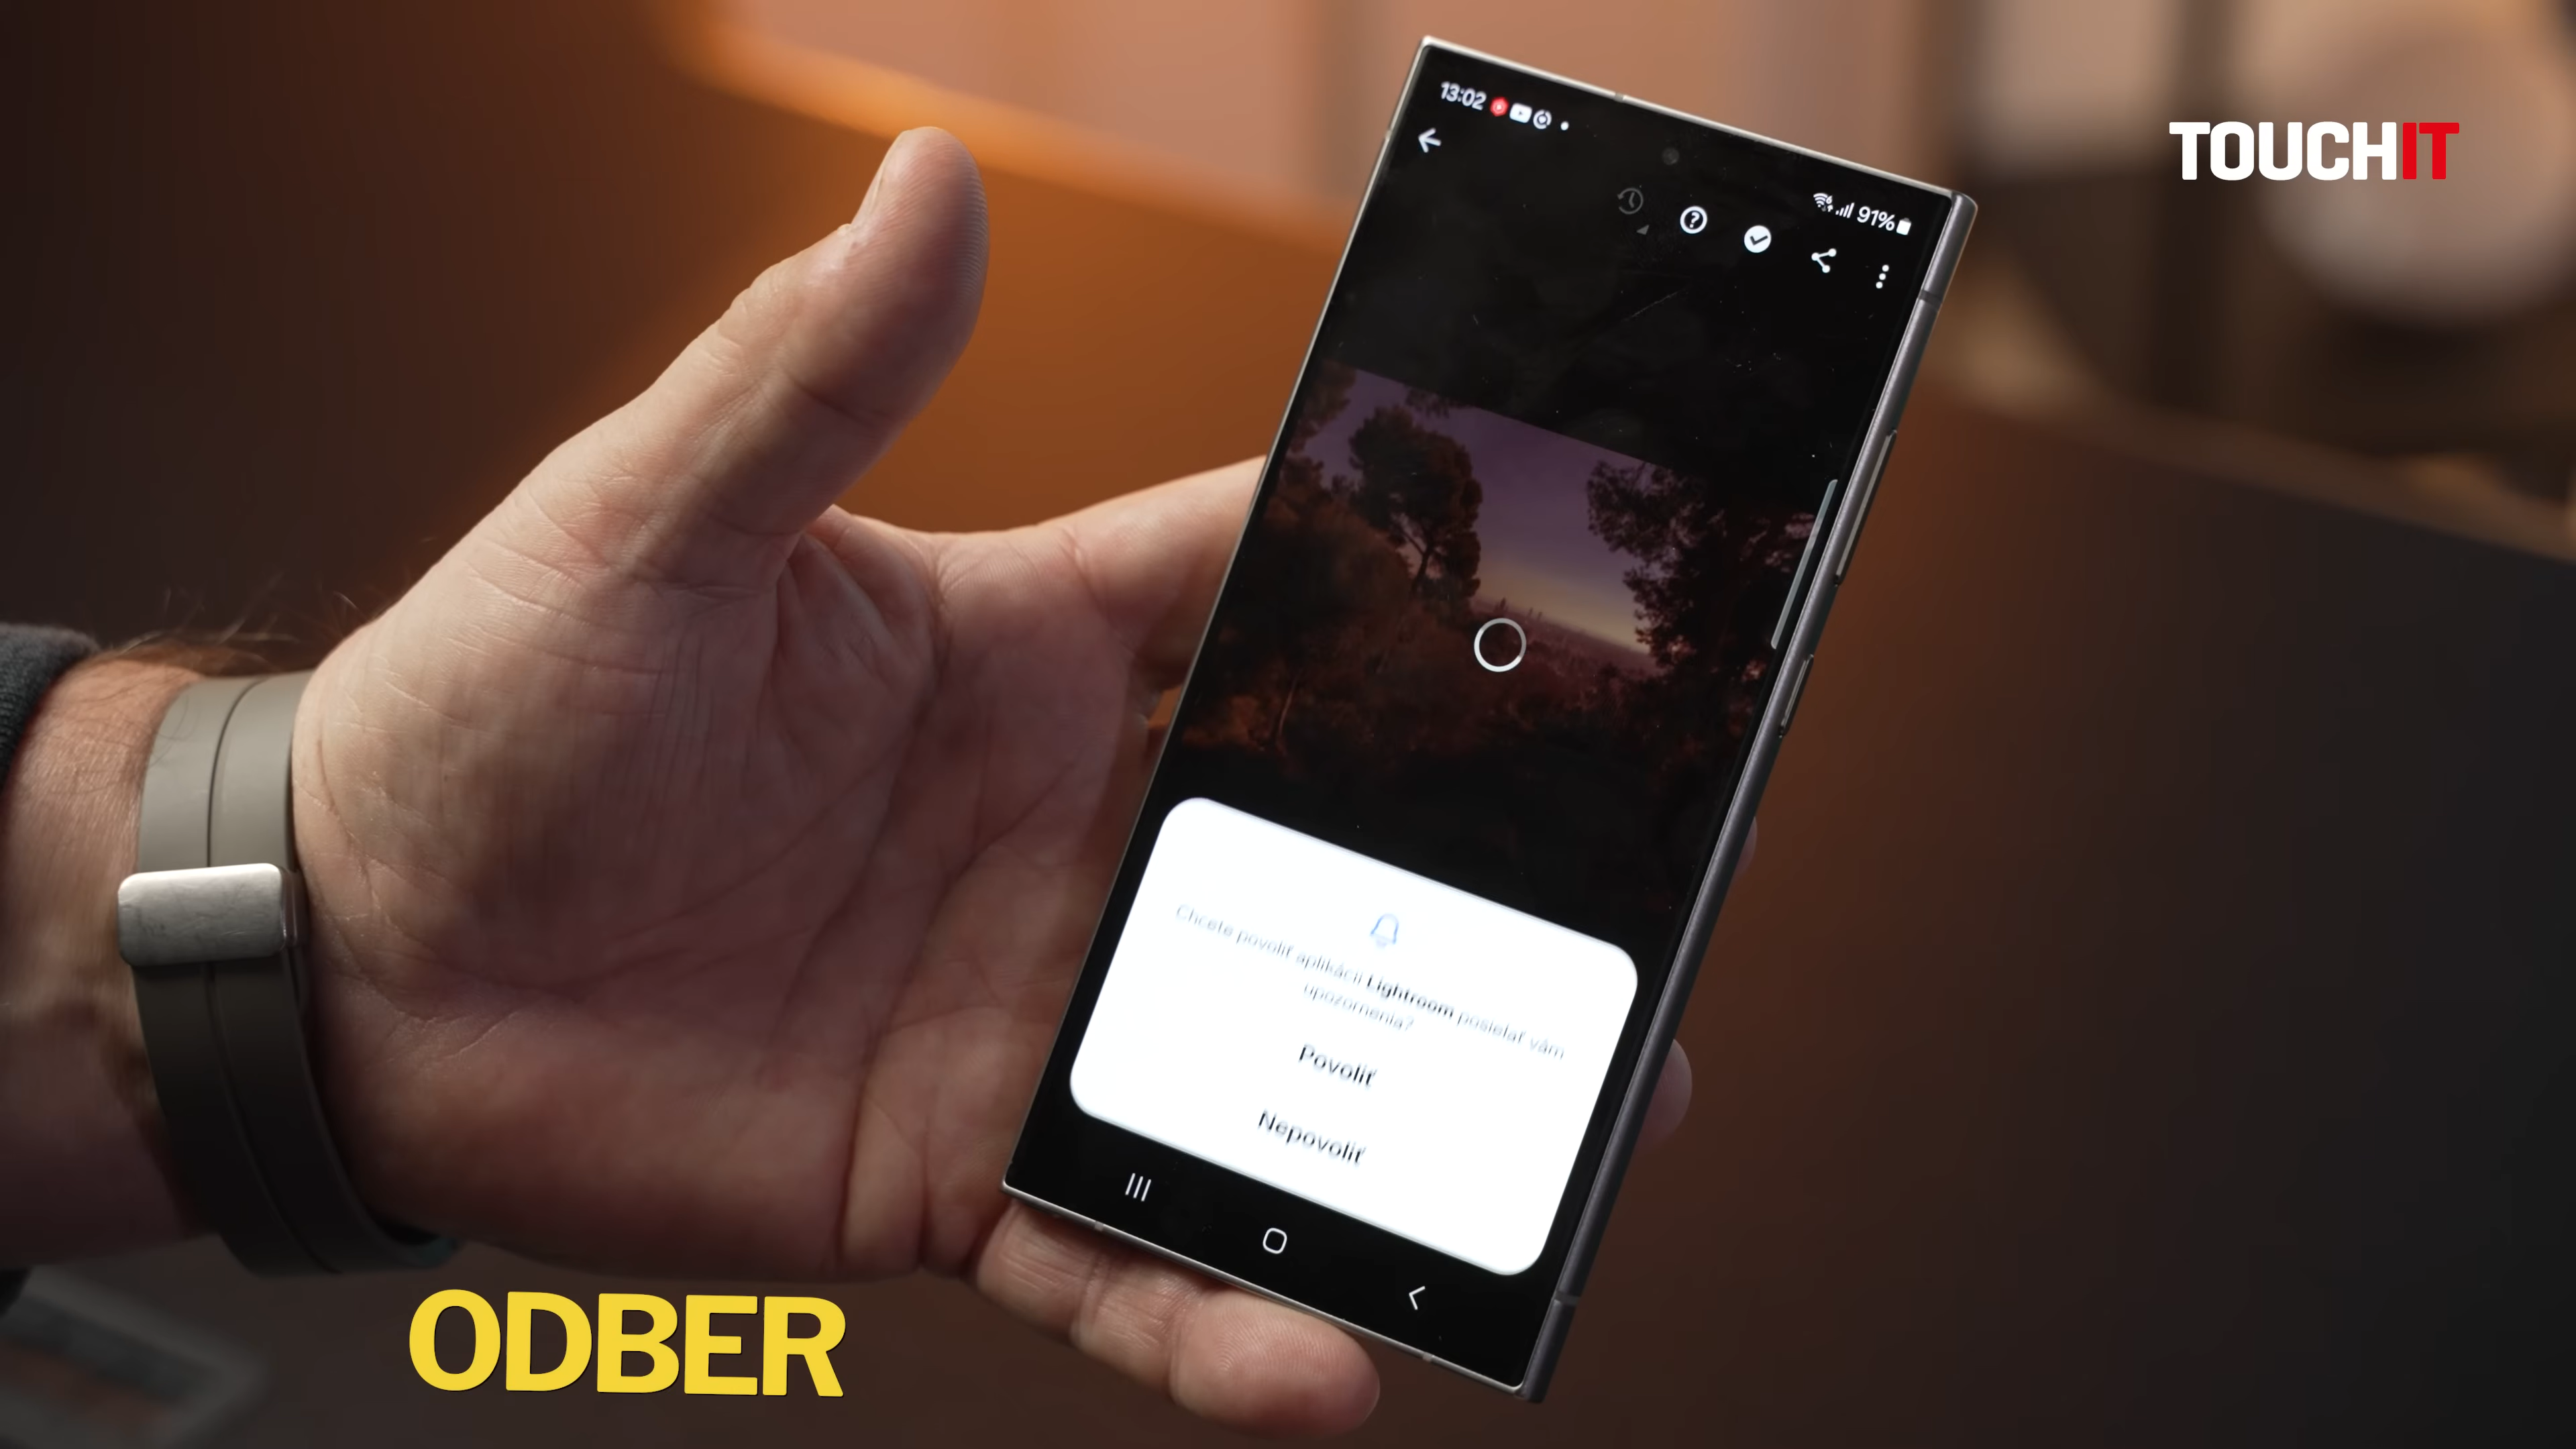 TOUCHIT
13:02
91%
Chcete povoliť aplikácii Lightroom posielať vám
upozornenia?
Povoliť
Nepovoliť
ODBER